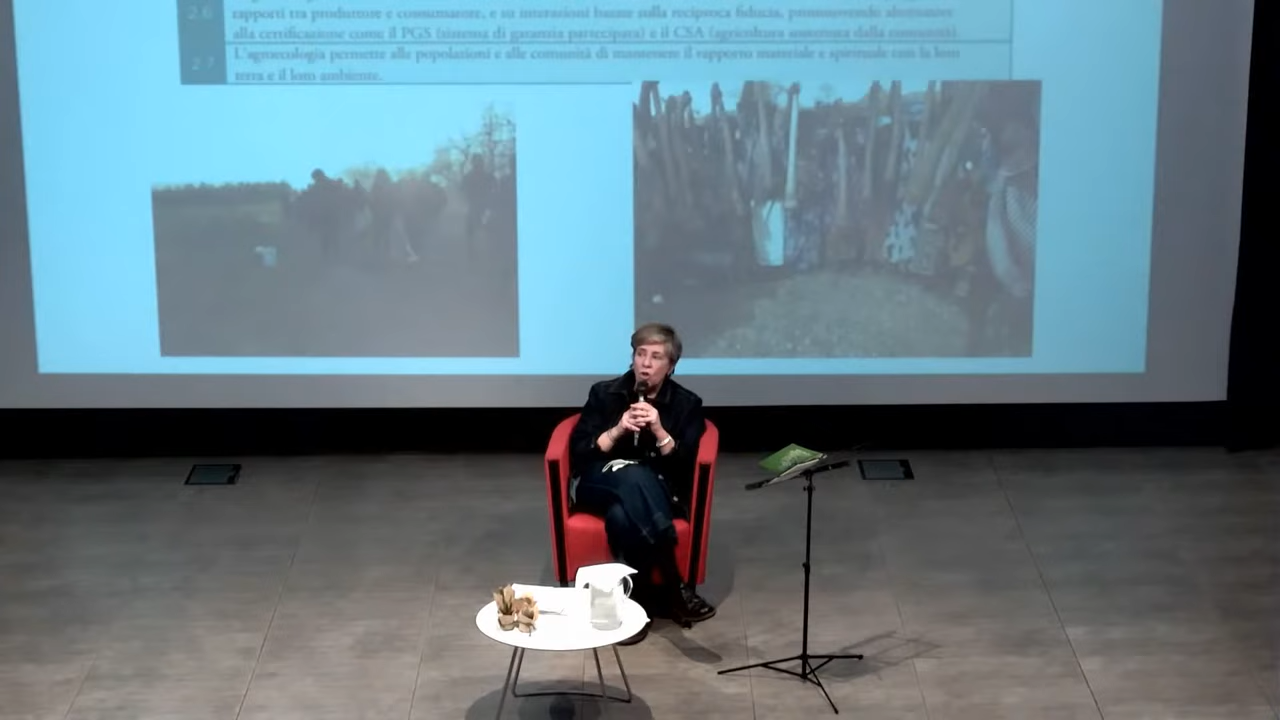 2.6
rapporti tra produttore e consumatore, e su interazioni basate sulla reciproca fiducia, promuovendo alternative
alla certificazione come il PGS (sistema di garanzia partecipata) e il CSA (agricoltura sostenuta dalla comunità).
2.7
L'agroecologia permette alle popolazioni e alle comunità di mantenere il rapporto materiale e spirituale con la loro
terra e il loro ambiente.